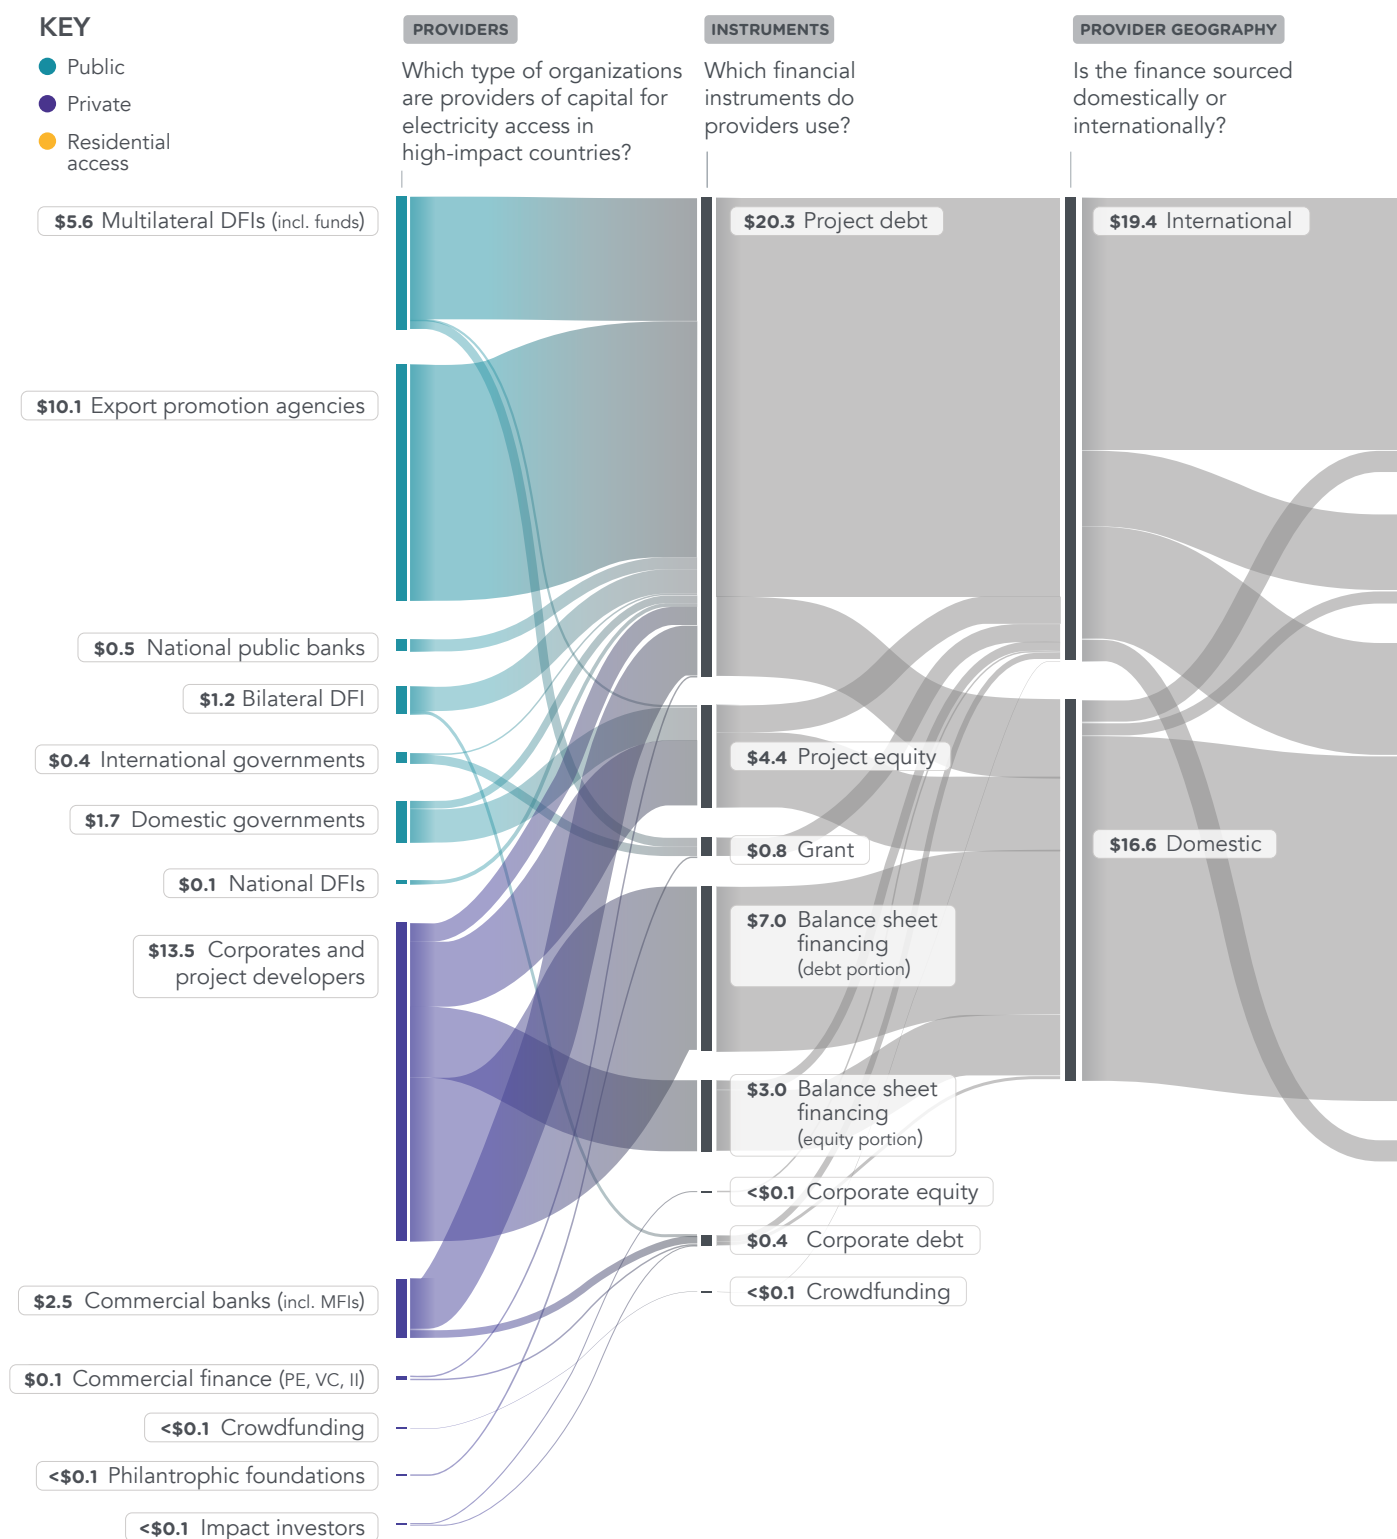 KEY
Public
Private
Residential
access
PROVIDERS
Which type of organizations
are providers of capital for
electricity access in
high-impact countries?
INSTRUMENTS
Which financial
instruments do
providers use?
PROVIDER GEOGRAPHY
Is the finance sourced
domestically or
internationally?
$5.6 Multilateral DFIs (incl. funds)
$10.1 Export promotion agencies
$0.5 National public banks
$1.2 Bilateral DFI
$0.4 International governments
$1.7 Domestic governments
$0.1 National DFIs
$13.5 Corporates and
project developers
$2.5 Commercial banks (incl. MFIs)
$0.1 Commercial finance (PE, VC, II)
<$0.1 Crowdfunding
<$0.1 Philantrophic foundations
<$0.1 Impact investors
$20.3 Project debt
$4.4 Project equity
$0.8 Grant
$7.0 Balance sheet
financing
(debt portion)
$3.0 Balance sheet
financing
(equity portion)
<$0.1 Corporate equity
$0.4 Corporate debt
<$0.1 Crowdfunding
$19.4 International
$16.6 Domestic